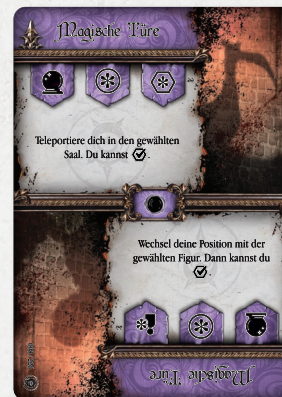 Magische Türe
Teleportiere dich in den gewählten
Saal. Du kannst .
Wechsel deine Position mit der
gewählten Figur. Dann kannst du
.
Magische Türe